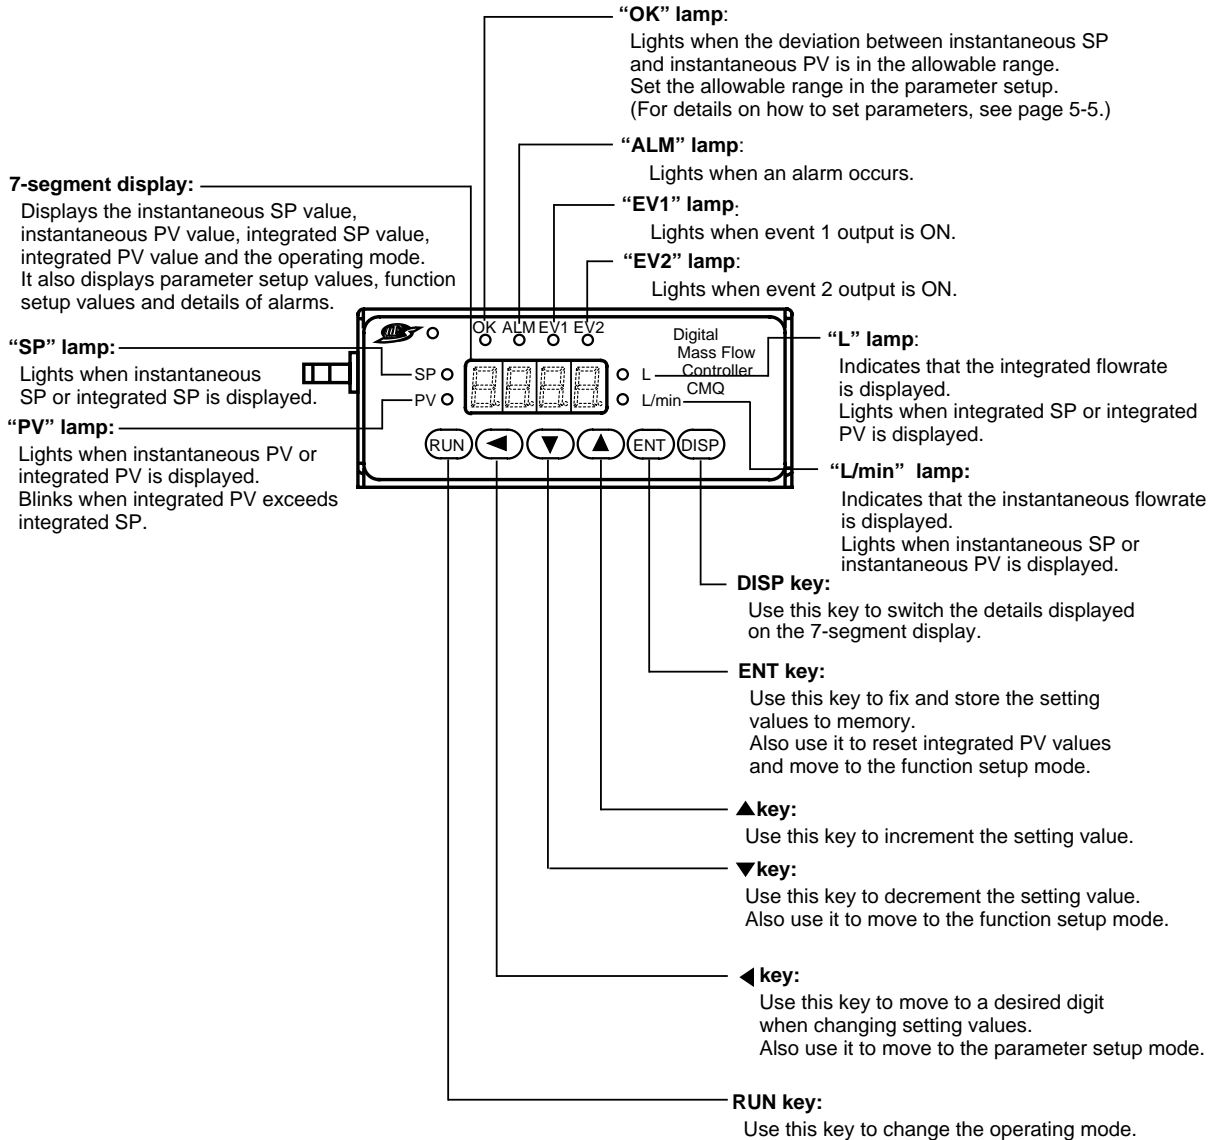 “OK” lamp:
Lights when the deviation between instantaneous SP
and instantaneous PV is in the allowable range.
Set the allowable range in the parameter setup.
(For details on how to set parameters, see page 5-5.)
“ALM” lamp:
Lights when an alarm occurs.
“EV1” lamp:
Lights when event 1 output is ON.
“EV2” lamp:
Lights when event 2 output is ON.
7-segment display:
Displays the instantaneous SP value,
instantaneous PV value, integrated SP value,
integrated PV value and the operating mode.
It also displays parameter setup values, function
setup values and details of alarms.
“SP” lamp:
Lights when instantaneous
SP or integrated SP is displayed.
“PV” lamp:
Lights when instantaneous PV or
integrated PV is displayed.
Blinks when integrated PV exceeds
integrated SP.
OK ALM EV1 EV2
Digital
Mass Flow
Controller
CMQ
SP
PV
L
L/min
RUN ◀ ▼ ▲ ENT DISP
“L” lamp:
Indicates that the integrated flowrate
is displayed.
Lights when integrated SP or integrated
PV is displayed.
“L/min” lamp:
Indicates that the instantaneous flowrate
is displayed.
Lights when instantaneous SP or
instantaneous PV is displayed.
DISP key:
Use this key to switch the details displayed
on the 7-segment display.
ENT key:
Use this key to fix and store the setting
values to memory.
Also use it to reset integrated PV values
and move to the function setup mode.
▲key:
Use this key to increment the setting value.
▼key:
Use this key to decrement the setting value.
Also use it to move to the function setup mode.
◀ key:
Use this key to move to a desired digit
when changing setting values.
Also use it to move to the parameter setup mode.
RUN key:
Use this key to change the operating mode.